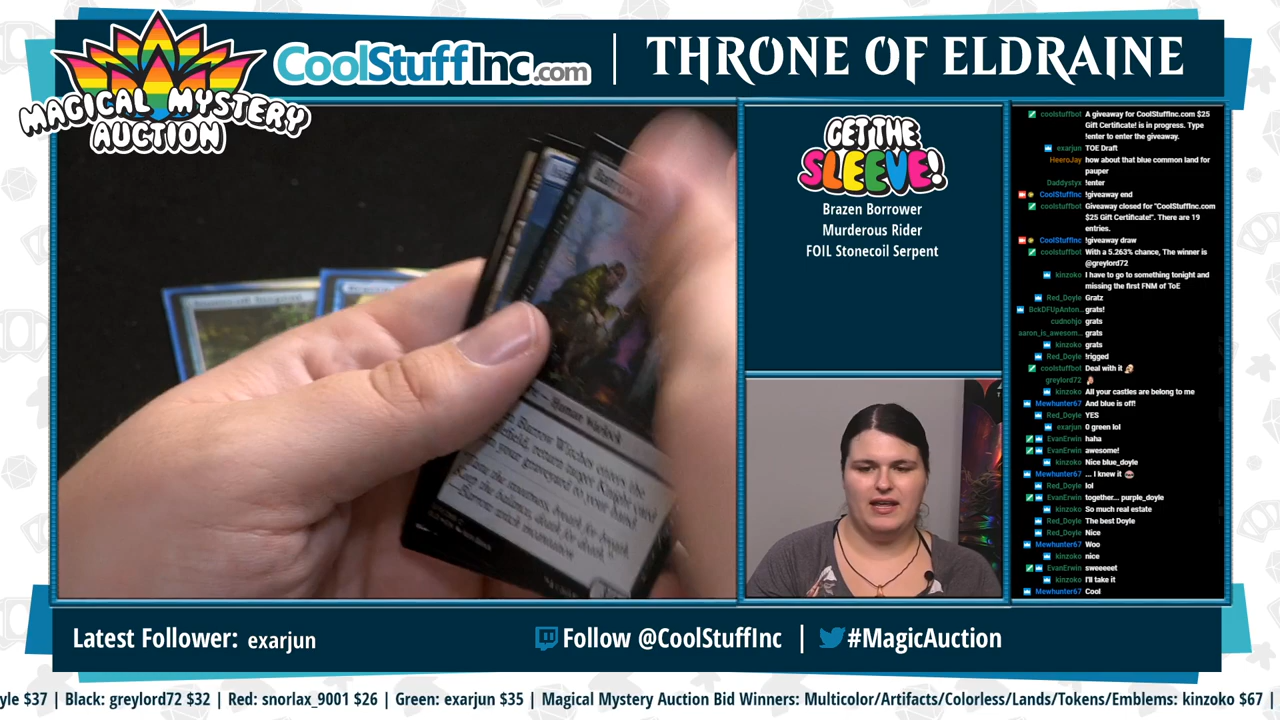 MAGICAL MYSTERY
AUCTION
CoolStuffInc.com
THRONE OF ELDRAINE
GET THE
SLEEVE!
Brazen Borrower
Murderous Rider
FOIL Stonecoil Serpent
coolstuffbot A giveaway for CoolStuffInc.com $25
Gift Certificate! is in progress. Type
!enter to enter the giveaway.
exarjun TOE Draft
HeeroJay how about that blue common land for
pauper
Daddystyx !enter
CoolStuffInc !giveaway end
coolstuffbot Giveaway closed for "CoolStuffInc.com
$25 Gift Certificate!". There are 19
entries.
CoolStuffInc !giveaway draw
coolstuffbot With a 5.263% chance, The winner is
@greylord72
kinzoko I have to go to something tonight and
missing the first FNM of ToE
Red_Doyle Gratz
BckDFUpAnton... grats!
cudnohjo grats
aaron_is_awesom... grats
kinzoko grats
Red_Doyle !rigged
coolstuffbot Deal with it
greylord72
kinzoko All your castles are belong to me
Mewhunter67 And blue is off!
Red_Doyle YES
exarjun 0 green lol
EvanErwin haha
EvanErwin awesome!
kinzoko Nice blue_doyle
Mewhunter67 ... I knew it
Red_Doyle lol
EvanErwin together... purple_doyle
kinzoko So much real estate
Red_Doyle The best Doyle
Red_Doyle Nice
Mewhunter67 Woo
kinzoko nice
EvanErwin sweeeeet
kinzoko I'll take it
Mewhunter67 Cool
Latest Follower: exarjun
Follow @CoolStuffInc | #MagicAuction
yle $37 | Black: greylord72 $32 | Red: snorlax_9001 $26 | Green: exarjun $35 | Magical Mystery Auction Bid Winners: Multicolor/Artifacts/Colorless/Lands/Tokens/Emblems: kinzoko $67 |